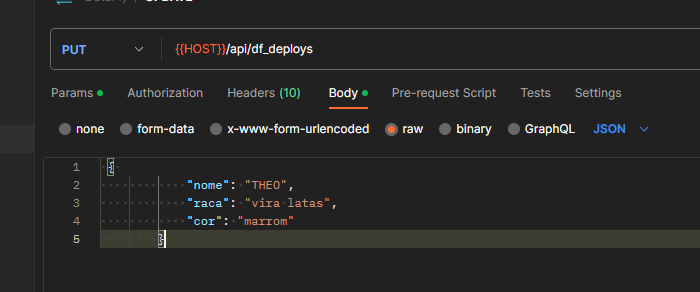 PUT {{HOST}}/api/df_deploys
Params Authorization Headers (10) Body Pre-request Script Tests Settings
none form-data x-www-form-urlencoded raw binary GraphQL JSON
1 {
2 "nome": "THEO",
3 "raca": "vira latas",
4 "cor": "marrom"
5 }